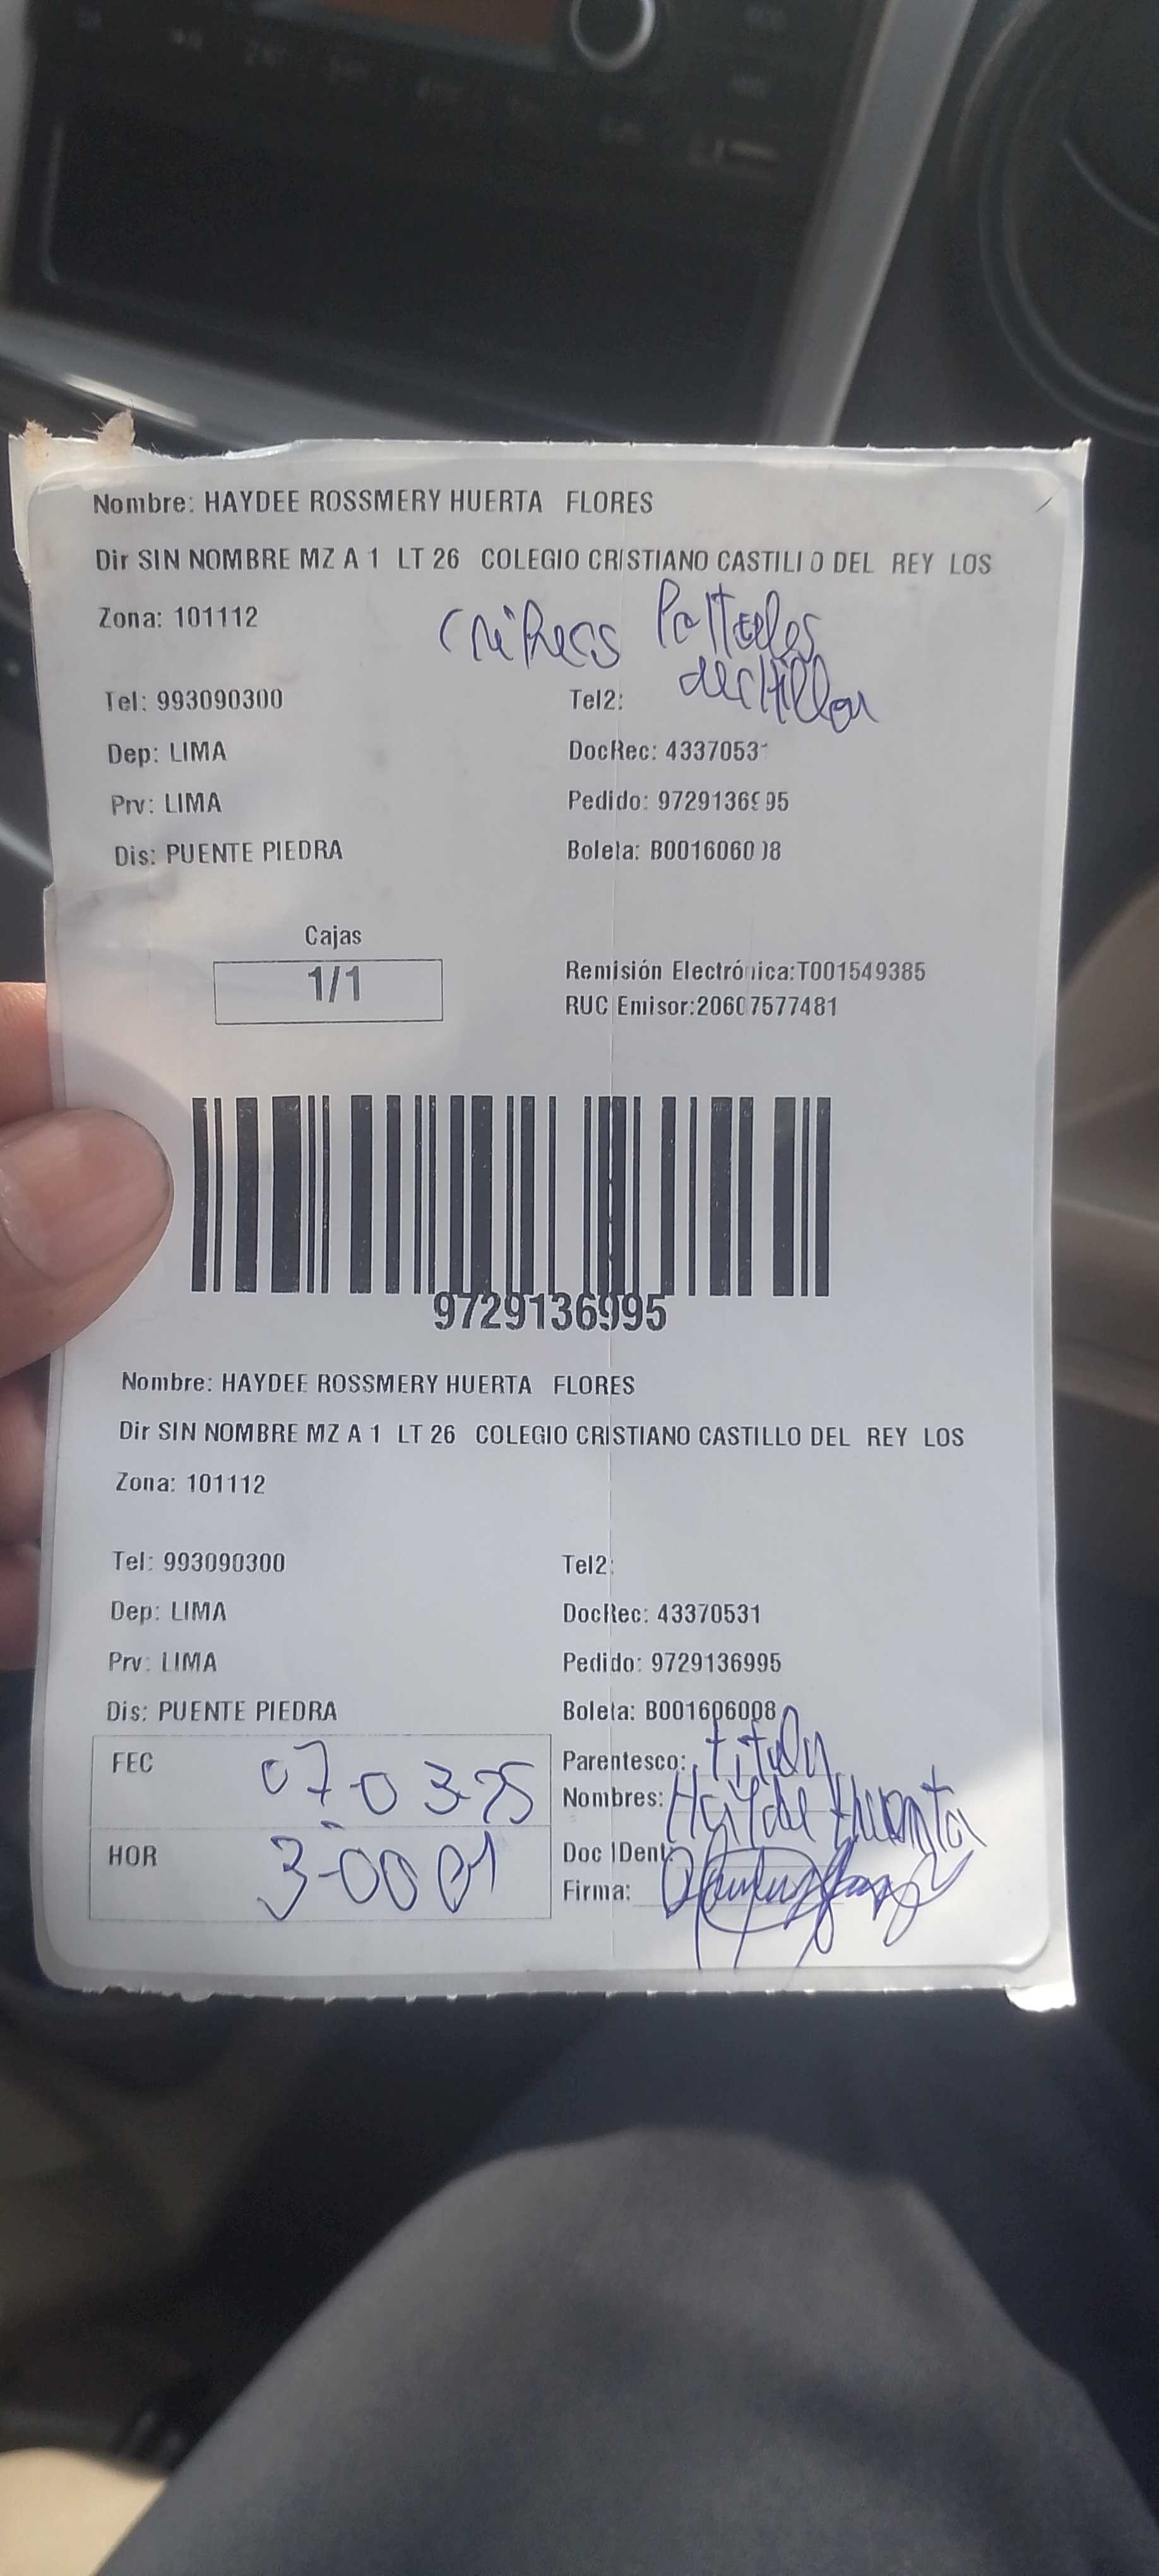 Nombre: HAYDEE ROSSMERY HUERTA FLORES
Dir SIN NOMBRE MZ A 1 LT 26 COLEGIO CRISTIANO CASTILLO DEL REY LOS
Zona: 101112
Tel: 993090300 Tel2:
Dep: LIMA DocRec: 43370531
Prv: LIMA Pedido: 9729136995
Dis: PUENTE PIEDRA Boleta: B001606008
Cajas
1/1
Remisión Electrónica:T001549385
RUC Emisor:20607577481
9729136995
Nombre: HAYDEE ROSSMERY HUERTA FLORES
Dir SIN NOMBRE MZ A 1 LT 26 COLEGIO CRISTIANO CASTILLO DEL REY LOS
Zona: 101112
Tel: 993090300 Tel2:
Dep: LIMA DocRec: 43370531
Prv: LIMA Pedido: 9729136995
Dis: PUENTE PIEDRA Boleta: B001606008
FEC 07-03-25 Parentesco:
Nombres: Haydee Huerta
HOR Doc IDent:
Firma: